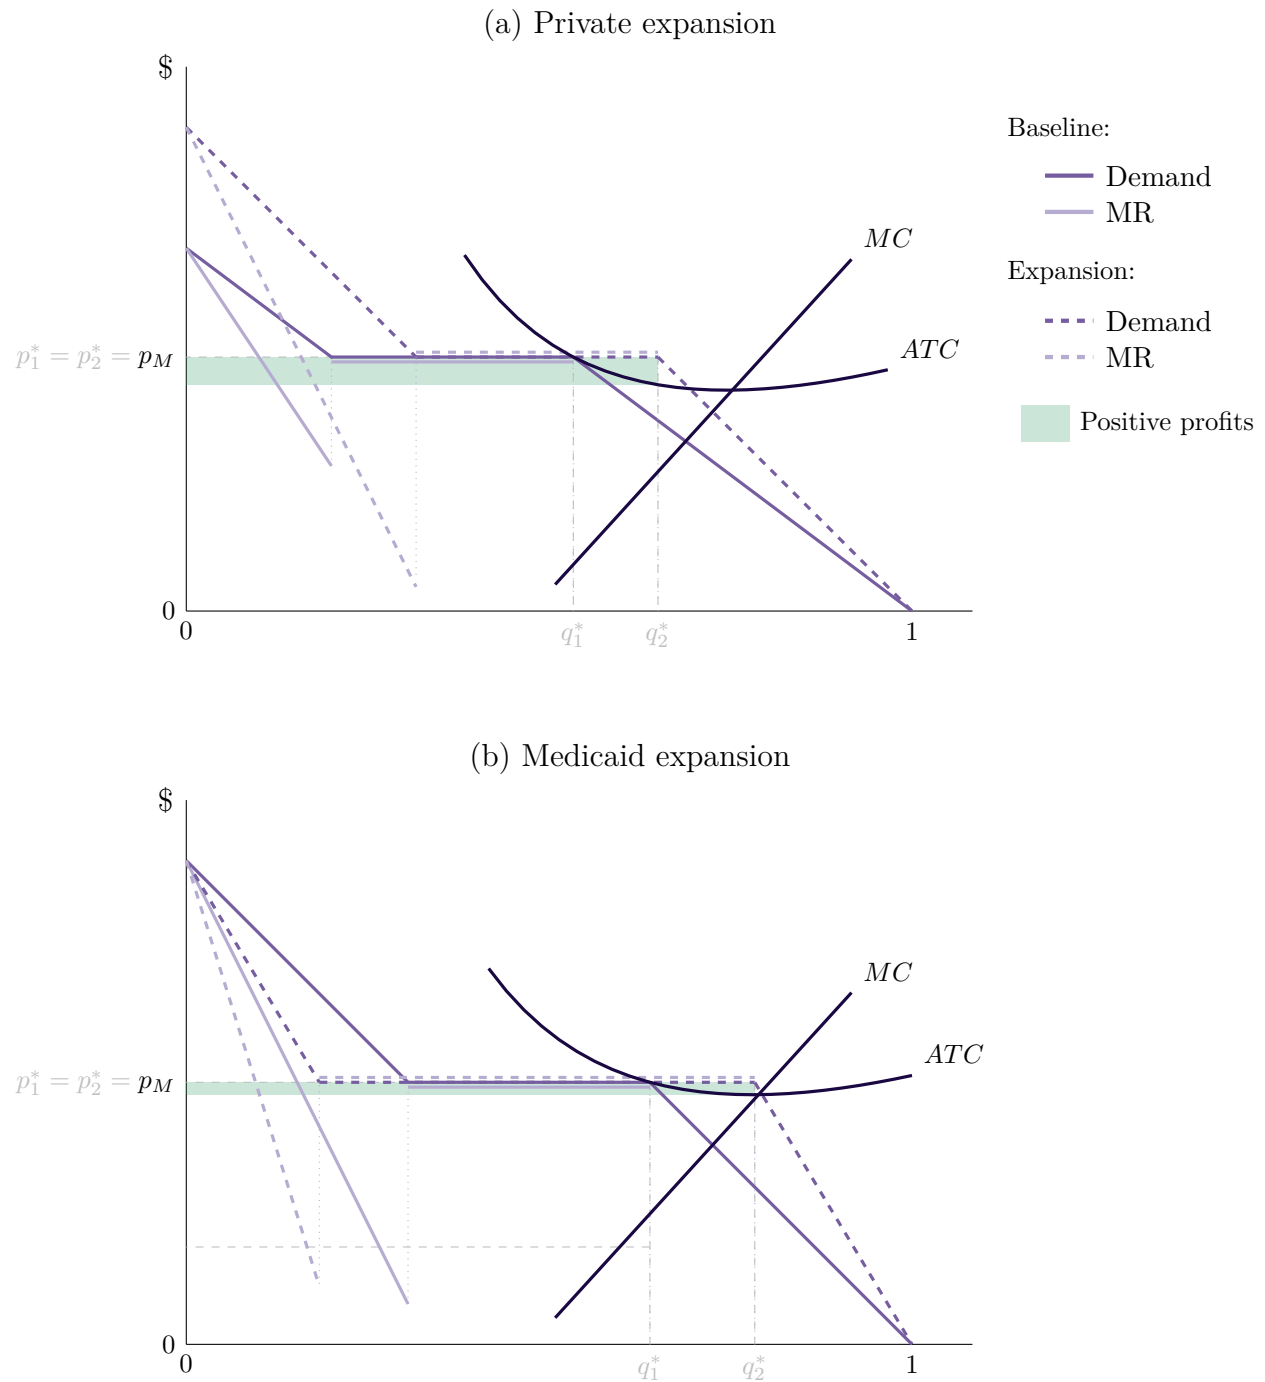 (a) Private expansion
$
Baseline:
Demand
MR
MC
Expansion:
Demand
MR
ATC
p₁* = p₂* = p_M
Positive profits
0
0
q₁*
q₂*
1
(b) Medicaid expansion
$
MC
ATC
p₁* = p₂* = p_M
0
0
q₁*
q₂*
1